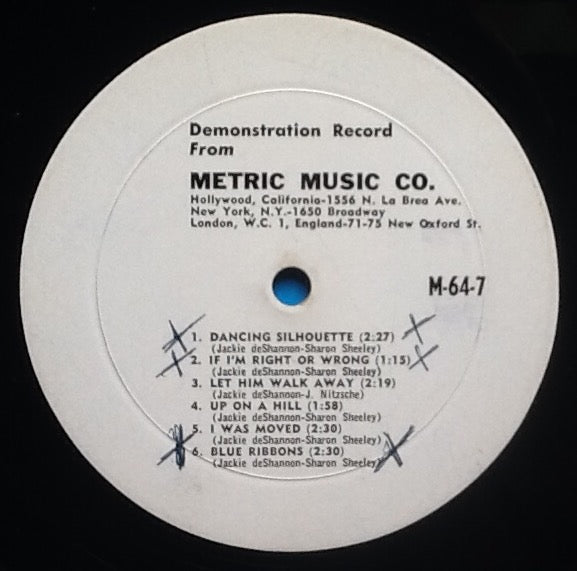 Demonstration Record
From
METRIC MUSIC CO.
Hollywood, California-1556 N. La Brea Ave.
New York, N.Y.-1650 Broadway
London, W.C. 1, England-71-75 New Oxford St.
M-64-7
1. DANCING SILHOUETTE (2:27)
(Jackie deShannon-Sharon Sheeley)
2. IF I'M RIGHT OR WRONG (1:15)
(Jackie deShannon-Sharon Sheeley)
3. LET HIM WALK AWAY (2:19)
(Jackie deShannon-J. Nitzsche)
4. UP ON A HILL (1:58)
(Jackie deShannon-Sharon Sheeley)
5. I WAS MOVED (2:30)
(Jackie deShannon-Sharon Sheeley)
6. BLUE RIBBONS (2:30)
(Jackie deShannon-Sharon Sheeley)